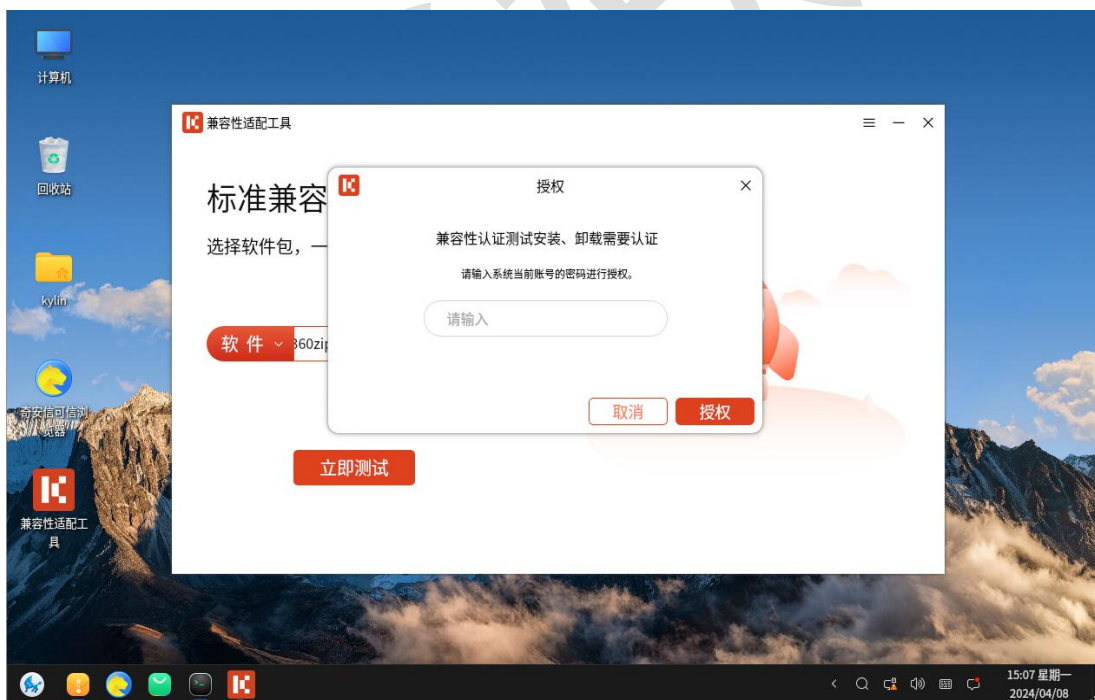 计算机
回收站
kylin
奇安信可信浏
览器
兼容性适配工
具
兼容性适配工具
标准兼容
选择软件包，一
软 件
360zip
立即测试
授权
兼容性认证测试安装、卸载需要认证
请输入系统当前账号的密码进行授权。
请输入
取消
授权
15:07 星期一
2024/04/08